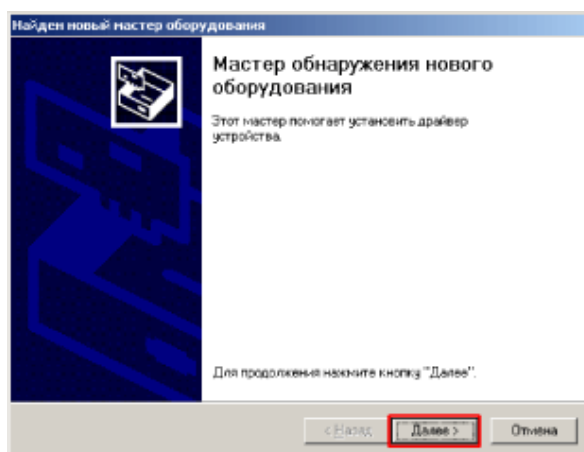 Найден новый мастер оборудования
Мастер обнаружения нового
оборудования
Этот мастер помогает установить драйвер
устройства.
Для продолжения нажмите кнопку "Далее".
< Назад
Далее >
Отмена